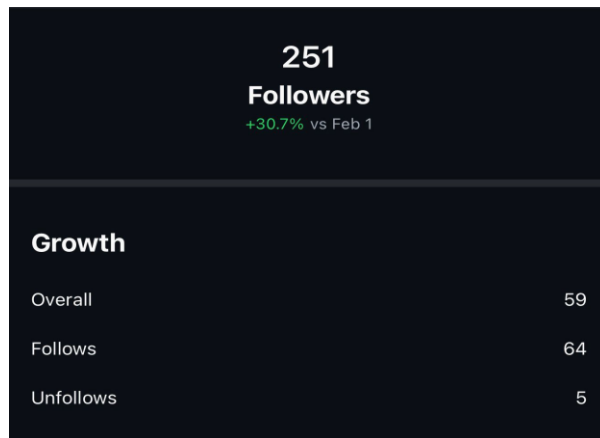 251
Followers
+30.7% vs Feb 1
Growth
Overall 59
Follows 64
Unfollows 5